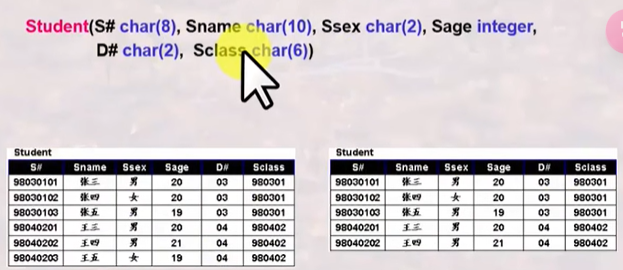 Student(S# char(8), Sname char(10), Ssex char(2), Sage integer,
D# char(2), Sclass char(6))
Student
S# Sname Ssex Sage D# Sclass
98030101 张三 男 20 03 980301
98030102 张四 女 20 03 980301
98030103 张五 男 19 03 980301
98040201 王三 男 20 04 980402
98040202 王四 男 21 04 980402
98040203 王五 女 19 04 980402
Student
S# Sname Ssex Sage D# Sclass
98030101 张三 男 20 03 980301
98030102 张四 女 20 03 980301
98030103 张五 男 19 03 980301
98040201 王三 男 20 04 980402
98040202 王四 男 21 04 980402